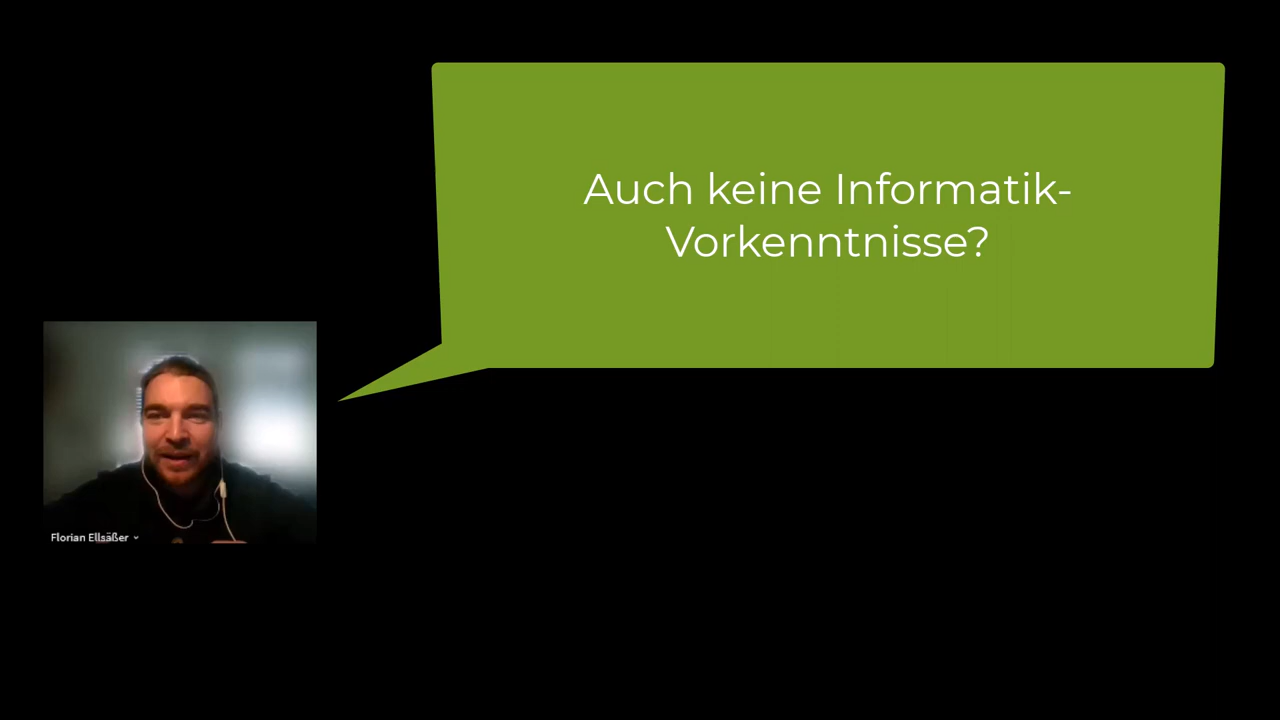 Auch keine Informatik-
Vorkenntnisse?
Florian Ellsäßer